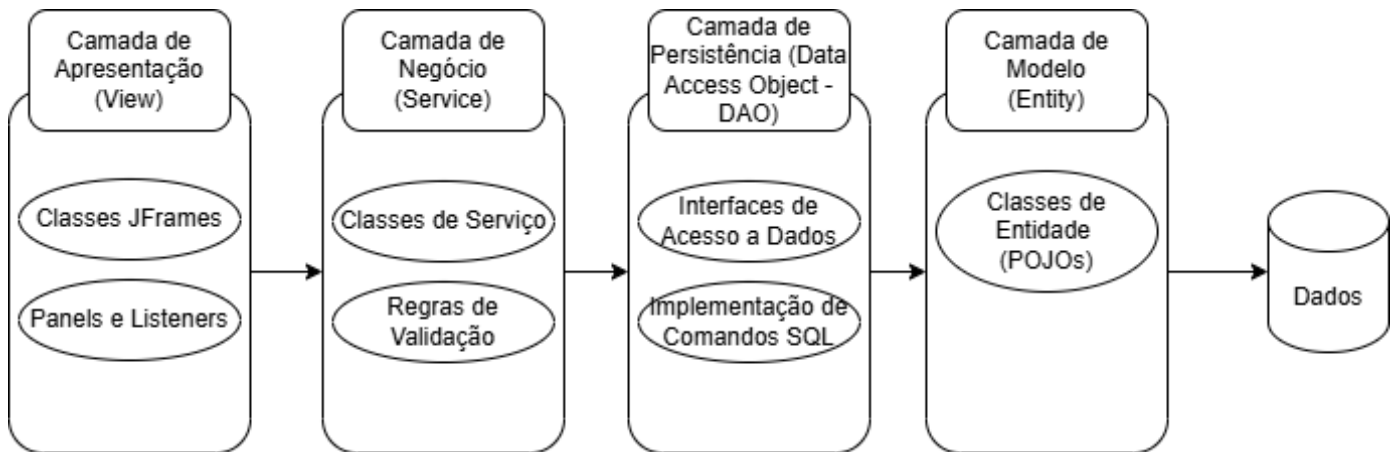 Camada de
Apresentação
(View)
Classes JFrames
Panels e Listeners
Camada de
Negócio
(Service)
Classes de Serviço
Regras de
Validação
Camada de
Persistência (Data
Access Object -
DAO)
Interfaces de
Acesso a Dados
Implementação de
Comandos SQL
Camada de
Modelo
(Entity)
Classes de
Entidade
(POJOs)
Dados